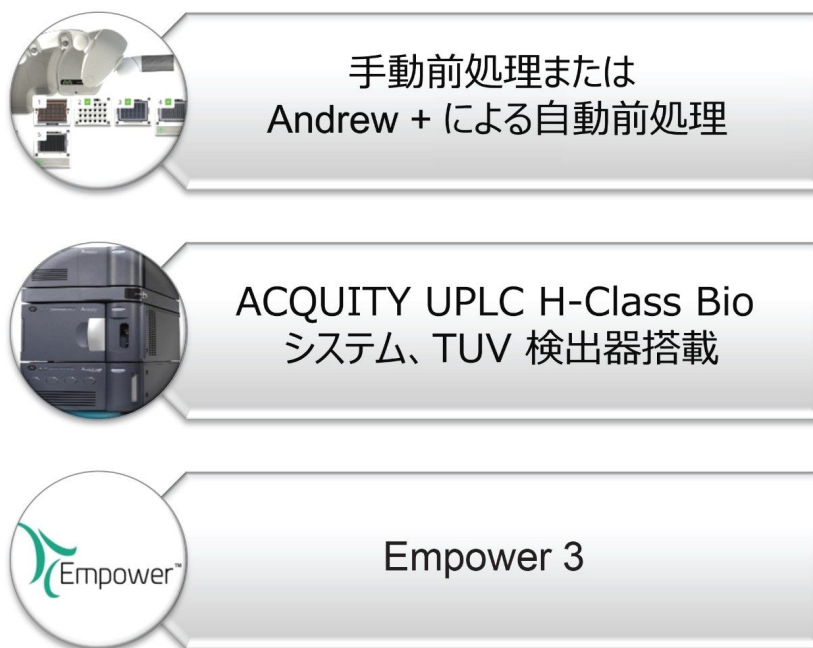 手動前処理または
Andrew + による自動前処理
ACQUITY UPLC H-Class Bio
システム、TUV 検出器搭載
Empower™
Empower 3